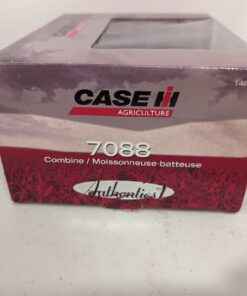 CASE IH
AGRICULTURE
7088
Combine / Moissonneuse-batteuse
Authentics